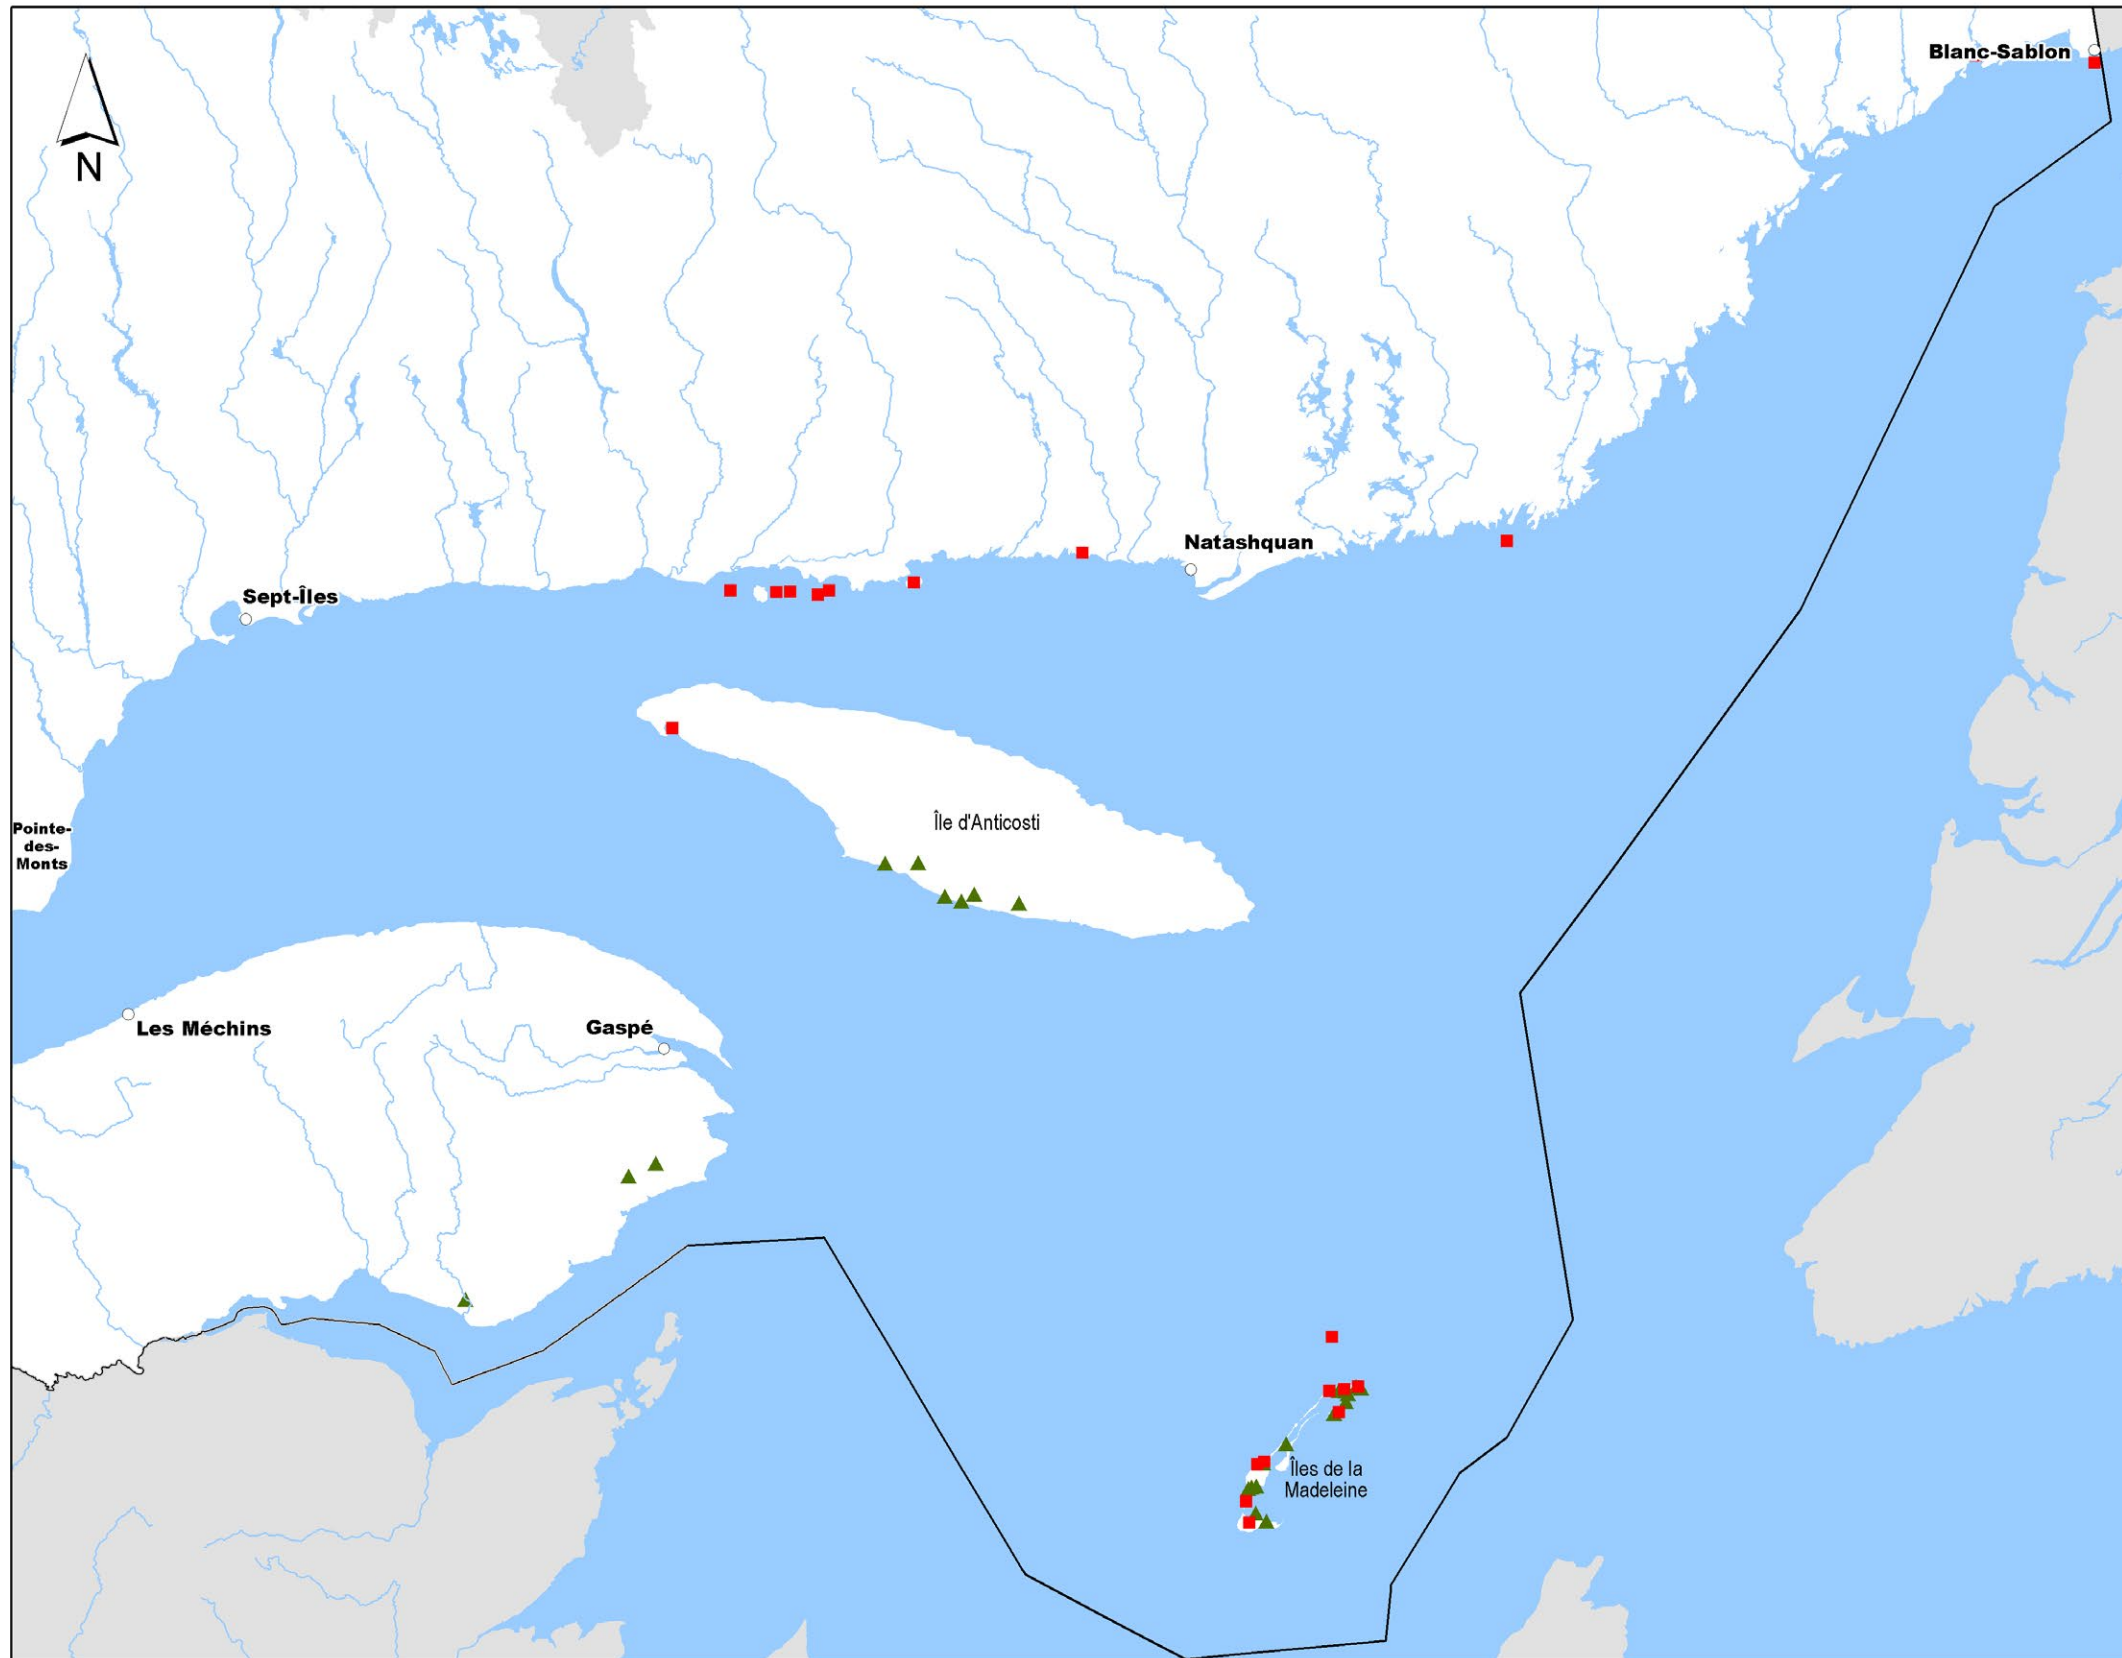 Blanc-Sablon
N
Natashquan
Sept-Îles
Île d'Anticosti
Pointe-
des-
Monts
Les Méchins
Gaspé
Îles de la
Madeleine